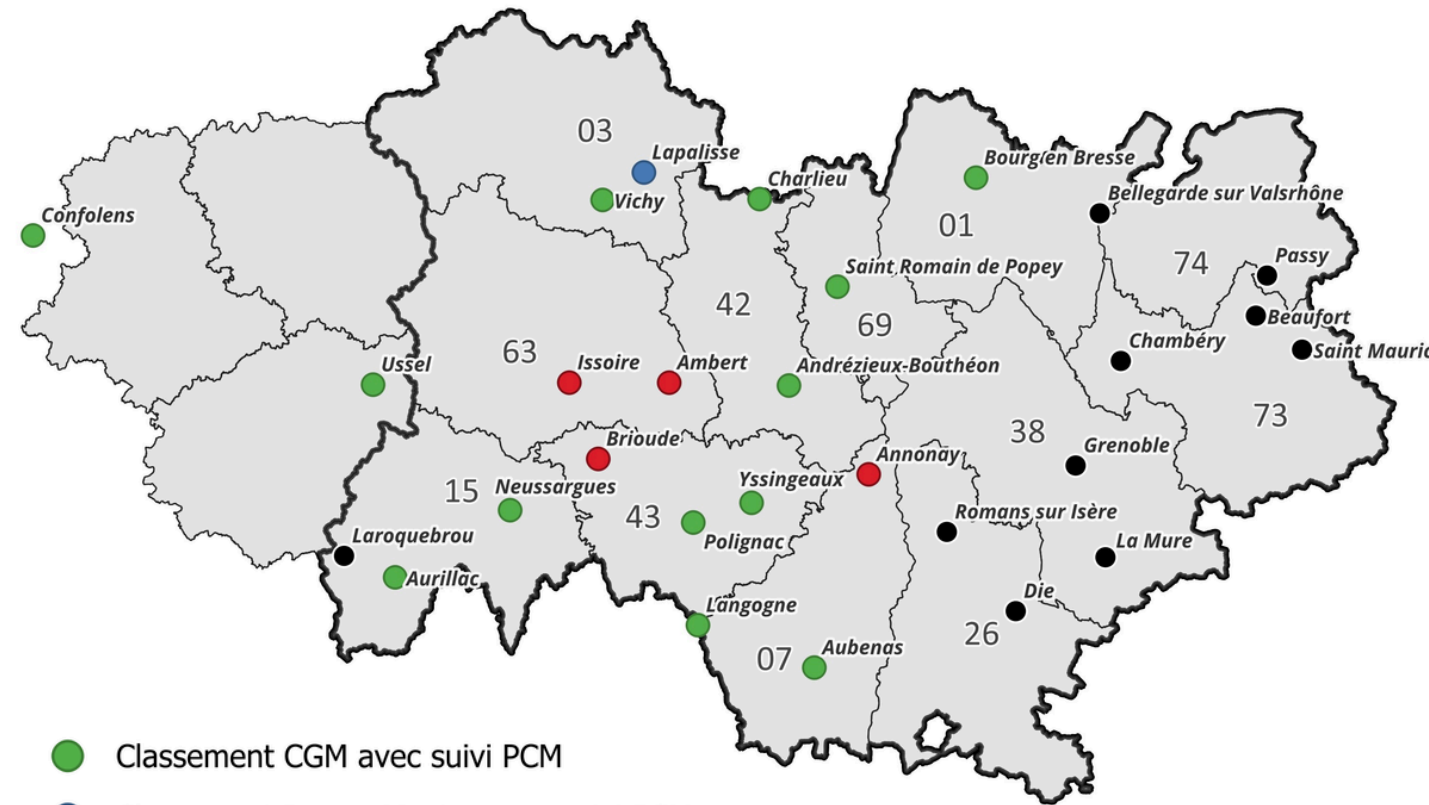 03
Lapalisse
Vichy
Charlieu
Bourg en Bresse
Bellegarde sur Valsrhône
01
Confolens
74
Passy
Saint Romain de Popey
42
69
Beaufort
Chambéry
Saint Mauric
63
Issoire
Ambert
Ussel
Andrézieux-Bouthéon
73
38
Brioude
Annonay
Grenoble
15
Neussargues
Yssingeaux
43
Polignac
Romans sur Isère
La Mure
Laroquebrou
Aurillac
Die
Langogne
26
07
Aubenas
Classement CGM avec suivi PCM